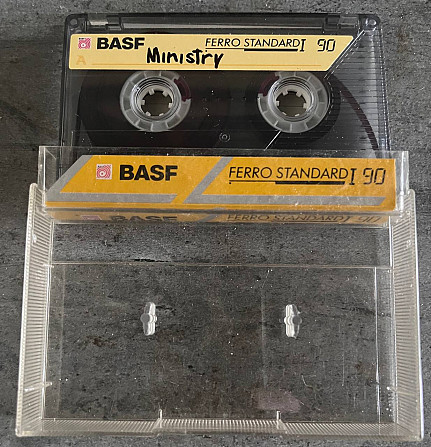 BASF FERRO STANDARD I 90
Ministry
A
BASF FERRO STANDARD I 90
FERRO STANDARD I 90